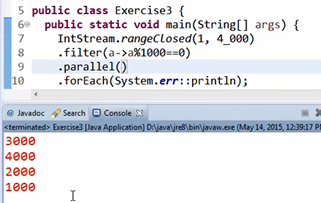 5 public class Exercise3 {
6 public static void main(String[] args) {
7 IntStream.rangeClosed(1, 4_000)
8 .filter(a->a%1000==0)
9 .parallel()
10 .forEach(System.err::println);
Javadoc Search Console
<terminated> Exercise3 [Java Application] D:\java\jre8\bin\javaw.exe (May 14, 2015, 12:39:17 PM
3000
4000
2000
1000